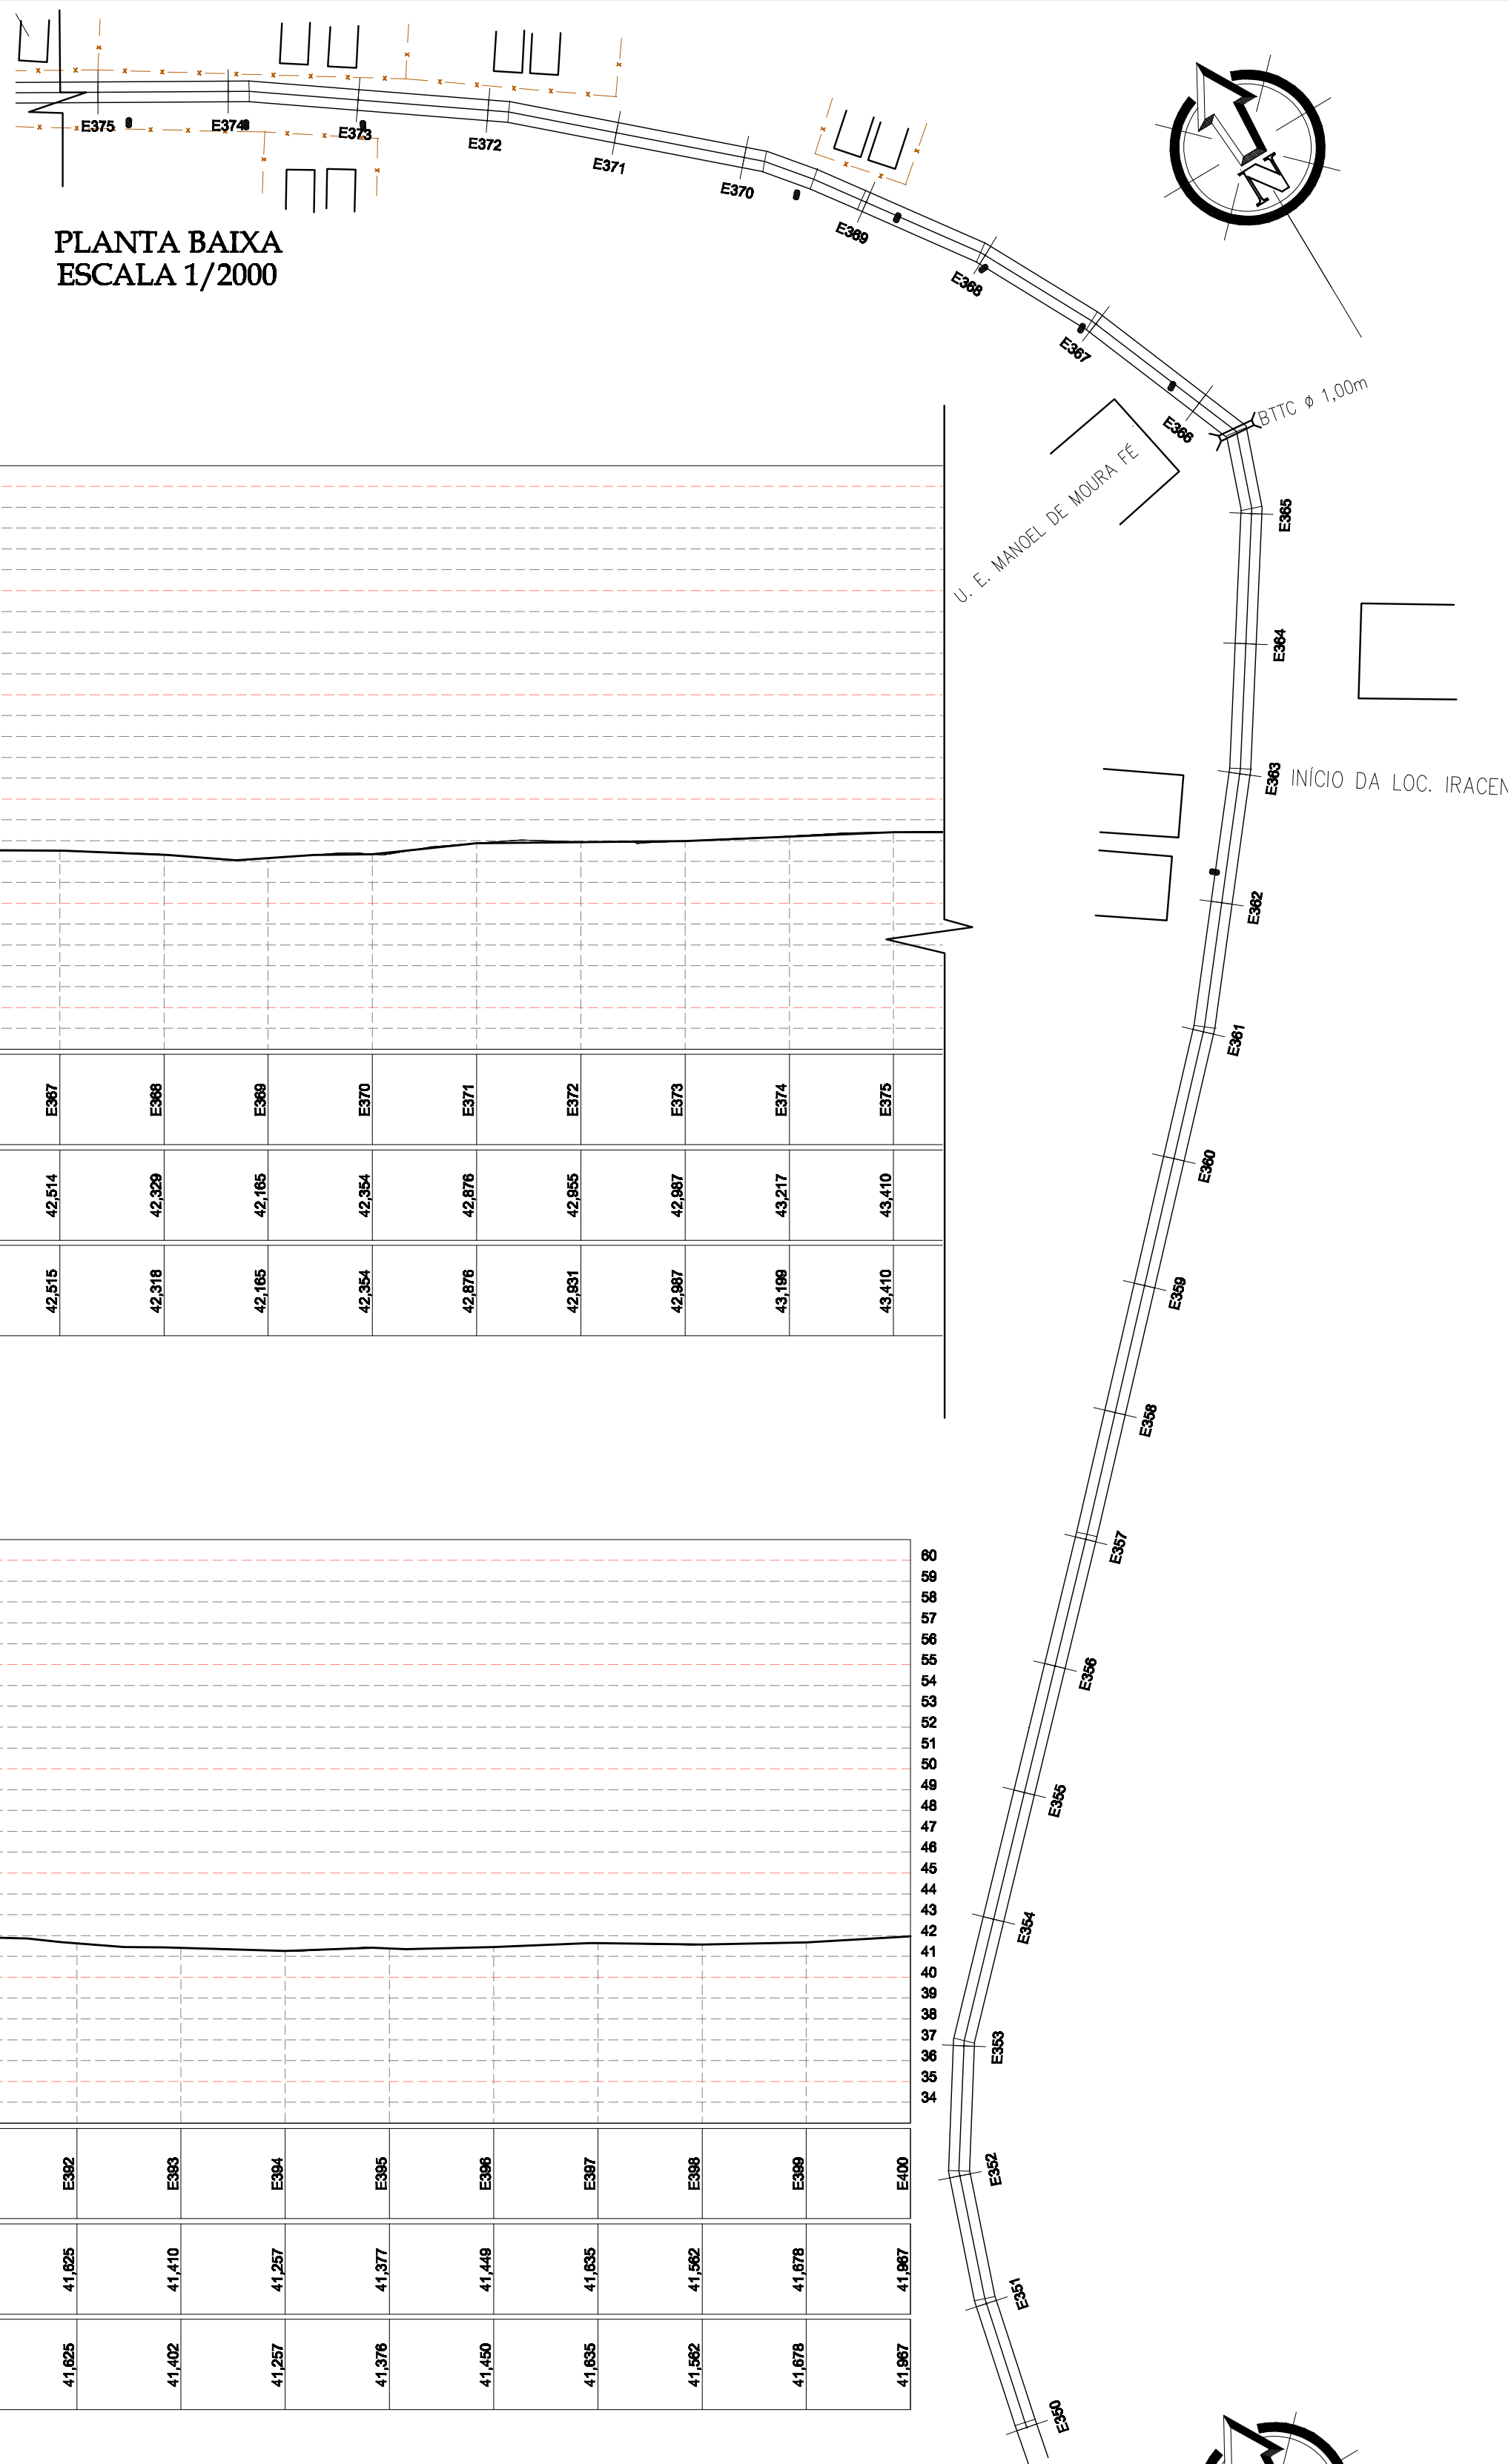 E375
E374
E373
E372
E371
E370
E369
E368
E367
E366
PLANTA BAIXA
ESCALA 1/2000
N
BTTC ø 1,00m
U. E. MANOEL DE MOURA FÉ
E365
E364
E363
INÍCIO DA LOC. IRACEN
E362
E361
E360
E359
E358
E357
E356
E355
E354
E353
E352
E351
E350
E367 E368 E369 E370 E371 E372 E373 E374 E375
42,514 42,329 42,165 42,354 42,876 42,955 42,987 43,217 43,410
42,515 42,318 42,165 42,354 42,876 42,931 42,987 43,199 43,410
60
59
58
57
56
55
54
53
52
51
50
49
48
47
46
45
44
43
42
41
40
39
38
37
36
35
34
E392 E393 E394 E395 E396 E397 E398 E399 E400
41,625 41,410 41,257 41,377 41,449 41,635 41,562 41,678 41,967
41,625 41,402 41,257 41,376 41,450 41,635 41,562 41,678 41,967